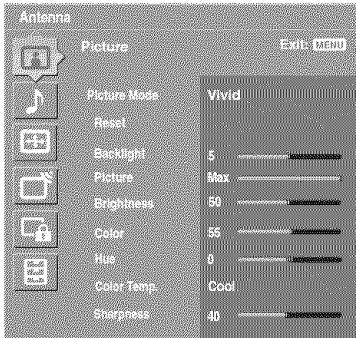 Antenna
Picture Exit: MENU
Picture Mode Vivid
Reset
Backlight 5
Picture Max
Brightness 50
Color 55
Hue 0
Color Temp. Cool
Sharpness 40